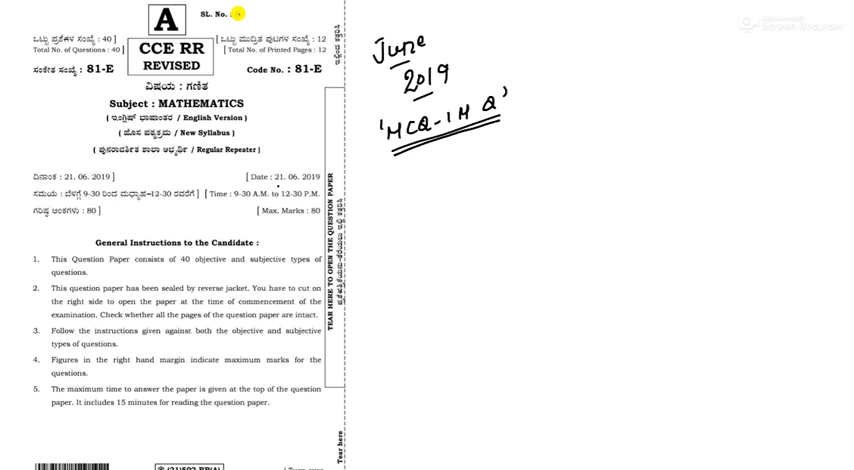 A
SL. No. :
ಒಟ್ಟು ಪ್ರಶ್ನೆಗಳ ಸಂಖ್ಯೆ : 40 ]
Total No. of Questions : 40 ]
CCE RR
REVISED
[ ಒಟ್ಟು ಮುದ್ರಿತ ಪುಟಗಳ ಸಂಖ್ಯೆ : 12
[ Total No. of Printed Pages : 12
ಸಂಕೇತ ಸಂಖ್ಯೆ : 81-E
Code No. : 81-E
ವಿಷಯ : ಗಣಿತ
Subject : MATHEMATICS
( ಇಂಗ್ಲಿಷ್ ಭಾಷಾಂತರ / English Version )
( ಹೊಸ ಪಠ್ಯಕ್ರಮ / New Syllabus )
( ಪುನರಾವರ್ತಿತ ಶಾಲಾ ಅಭ್ಯರ್ಥಿ / Regular Repeater )
ದಿನಾಂಕ : 21. 06. 2019 ]
[ Date : 21. 06. 2019
ಸಮಯ : ಬೆಳಗ್ಗೆ 9-30 ರಿಂದ ಮಧ್ಯಾಹ್ನ-12-30 ರವರೆಗೆ ]
[ Time : 9-30 A.M. to 12-30 P.M.
ಗರಿಷ್ಠ ಅಂಕಗಳು : 80 ]
[ Max. Marks : 80
General Instructions to the Candidate :
1. This Question Paper consists of 40 objective and subjective types of
questions.
2. This question paper has been sealed by reverse jacket. You have to cut on
the right side to open the paper at the time of commencement of the
examination. Check whether all the pages of the question paper are intact.
3. Follow the instructions given against both the objective and subjective
types of questions.
4. Figures in the right hand margin indicate maximum marks for the
questions.
5. The maximum time to answer the paper is given at the top of the question
paper. It includes 15 minutes for reading the question paper.
TEAR HERE TO OPEN THE QUESTION PAPER
Tear here
June
2019
'MCQ-1M Q'